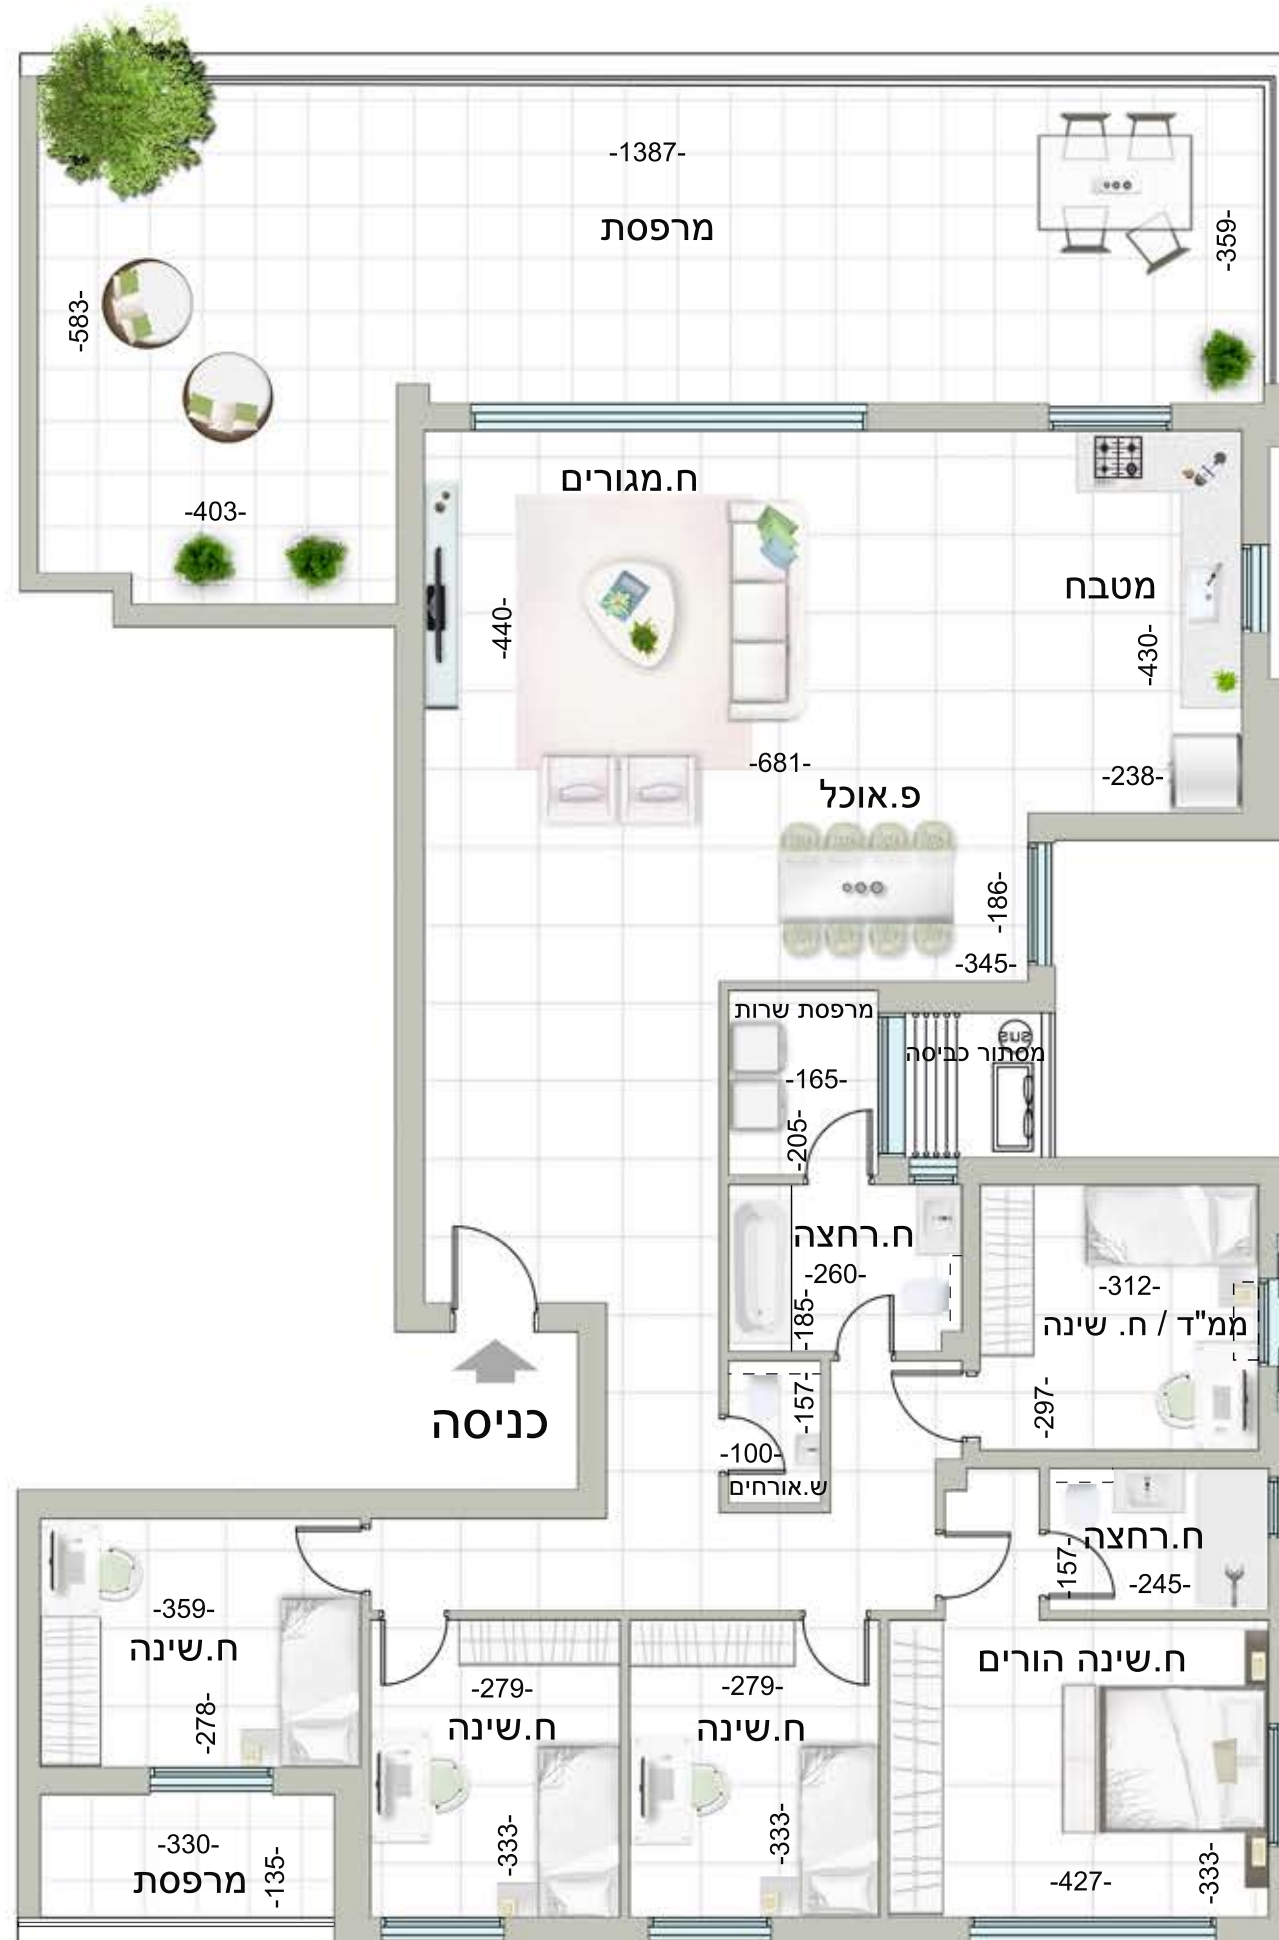 -1387-
מרפסת
-359-
-583-
-403-
ח.מגורים
מטבח
-440-
-430-
-681-
-238-
פ.אוכל
-186-
-345-
מרפסת שרות
SUS
מסתור כביסה
-165-
-205-
ח.רחצה
-260-
-185-
-312-
ממ"ד / ח. שינה
-297-
כניסה
-157-
-100-
ש.אורחים
ח.רחצה
-157-
-245-
-359-
ח.שינה
-278-
-279-
ח.שינה
-333-
-279-
ח.שינה
-333-
ח.שינה הורים
-427-
-333-
-330-
מרפסת
-135-